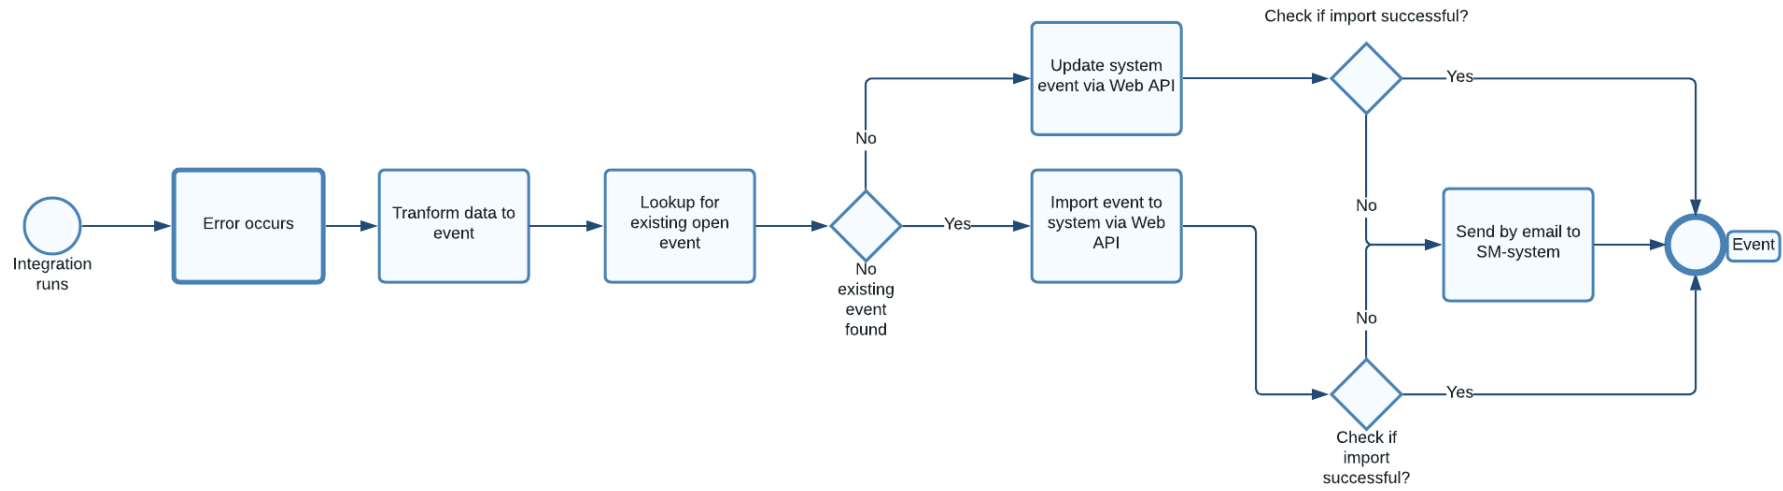 Check if import successful?
Update system
event via Web API
Yes
No
Integration
runs
Error occurs
Tranform data to
event
Lookup for
existing open
event
No
existing
event
found
Yes
Import event to
system via Web
API
No
Send by email to
SM-system
Event
No
Yes
Check if
import
successful?